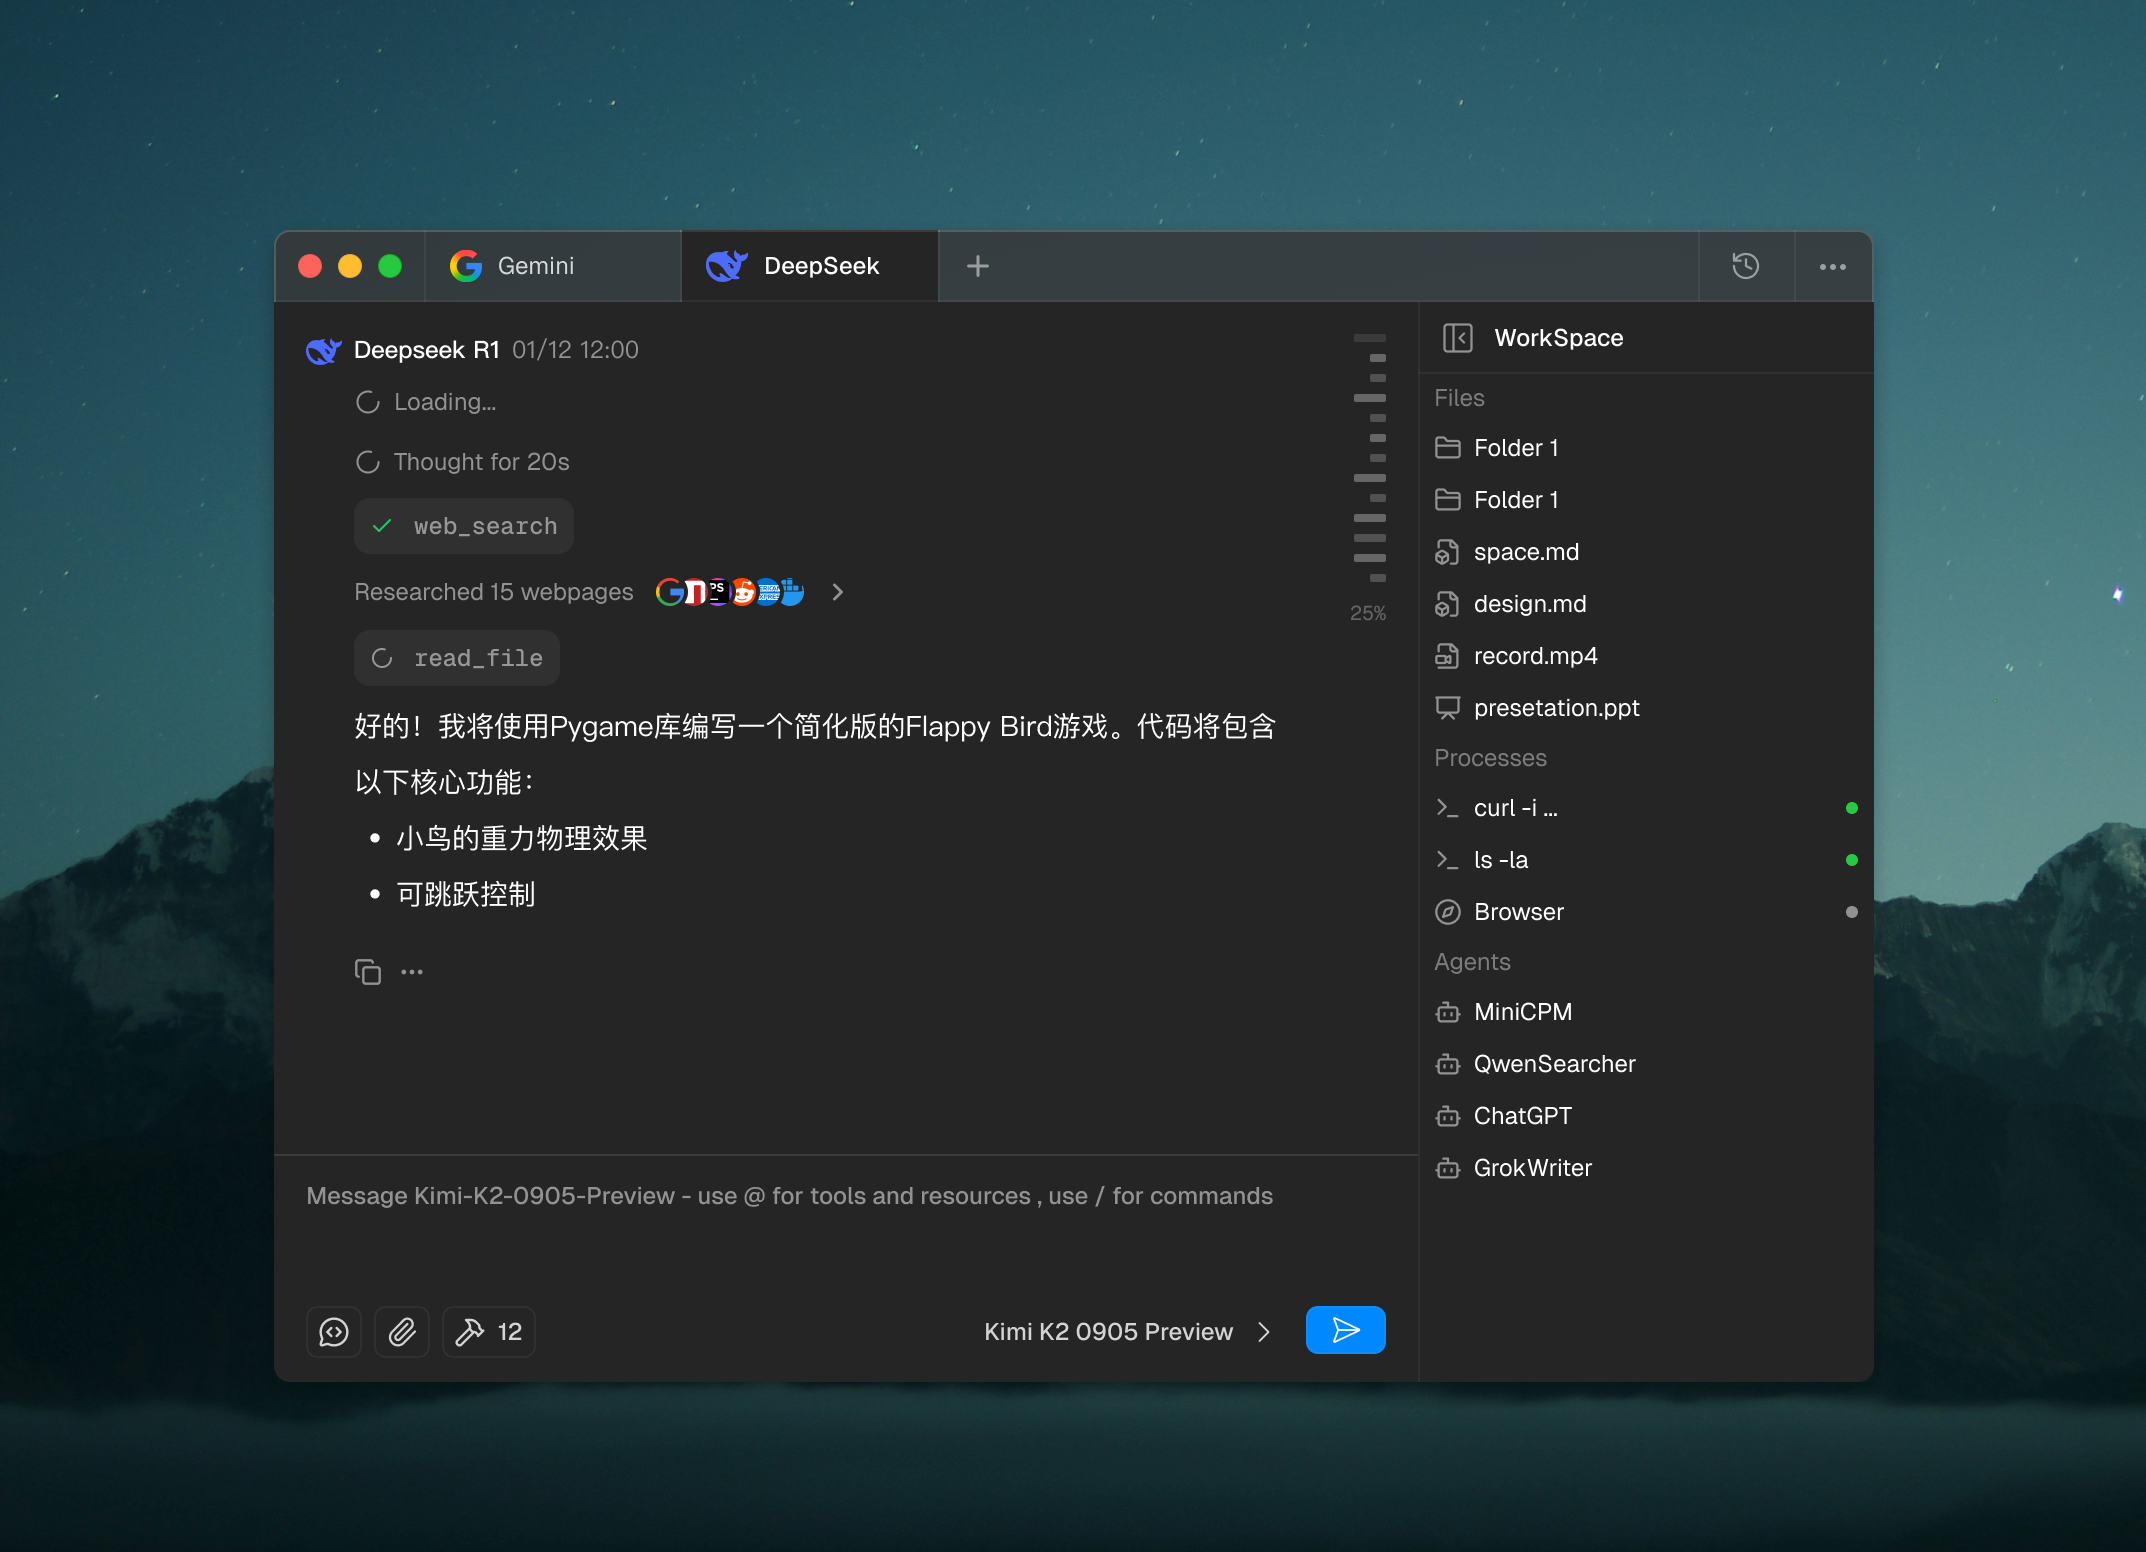 Gemini
DeepSeek
Deepseek R1 01/12 12:00
Loading...
Thought for 20s
web_search
Researched 15 webpages
read_file
好的！我将使用Pygame库编写一个简化版的Flappy Bird游戏。代码将包含
以下核心功能：
• 小鸟的重力物理效果
• 可跳跃控制
25%
Message Kimi-K2-0905-Preview - use @ for tools and resources , use / for commands
12
Kimi K2 0905 Preview
WorkSpace
Files
Folder 1
Folder 1
space.md
design.md
record.mp4
presetation.ppt
Processes
curl -i ...
ls -la
Browser
Agents
MiniCPM
QwenSearcher
ChatGPT
GrokWriter